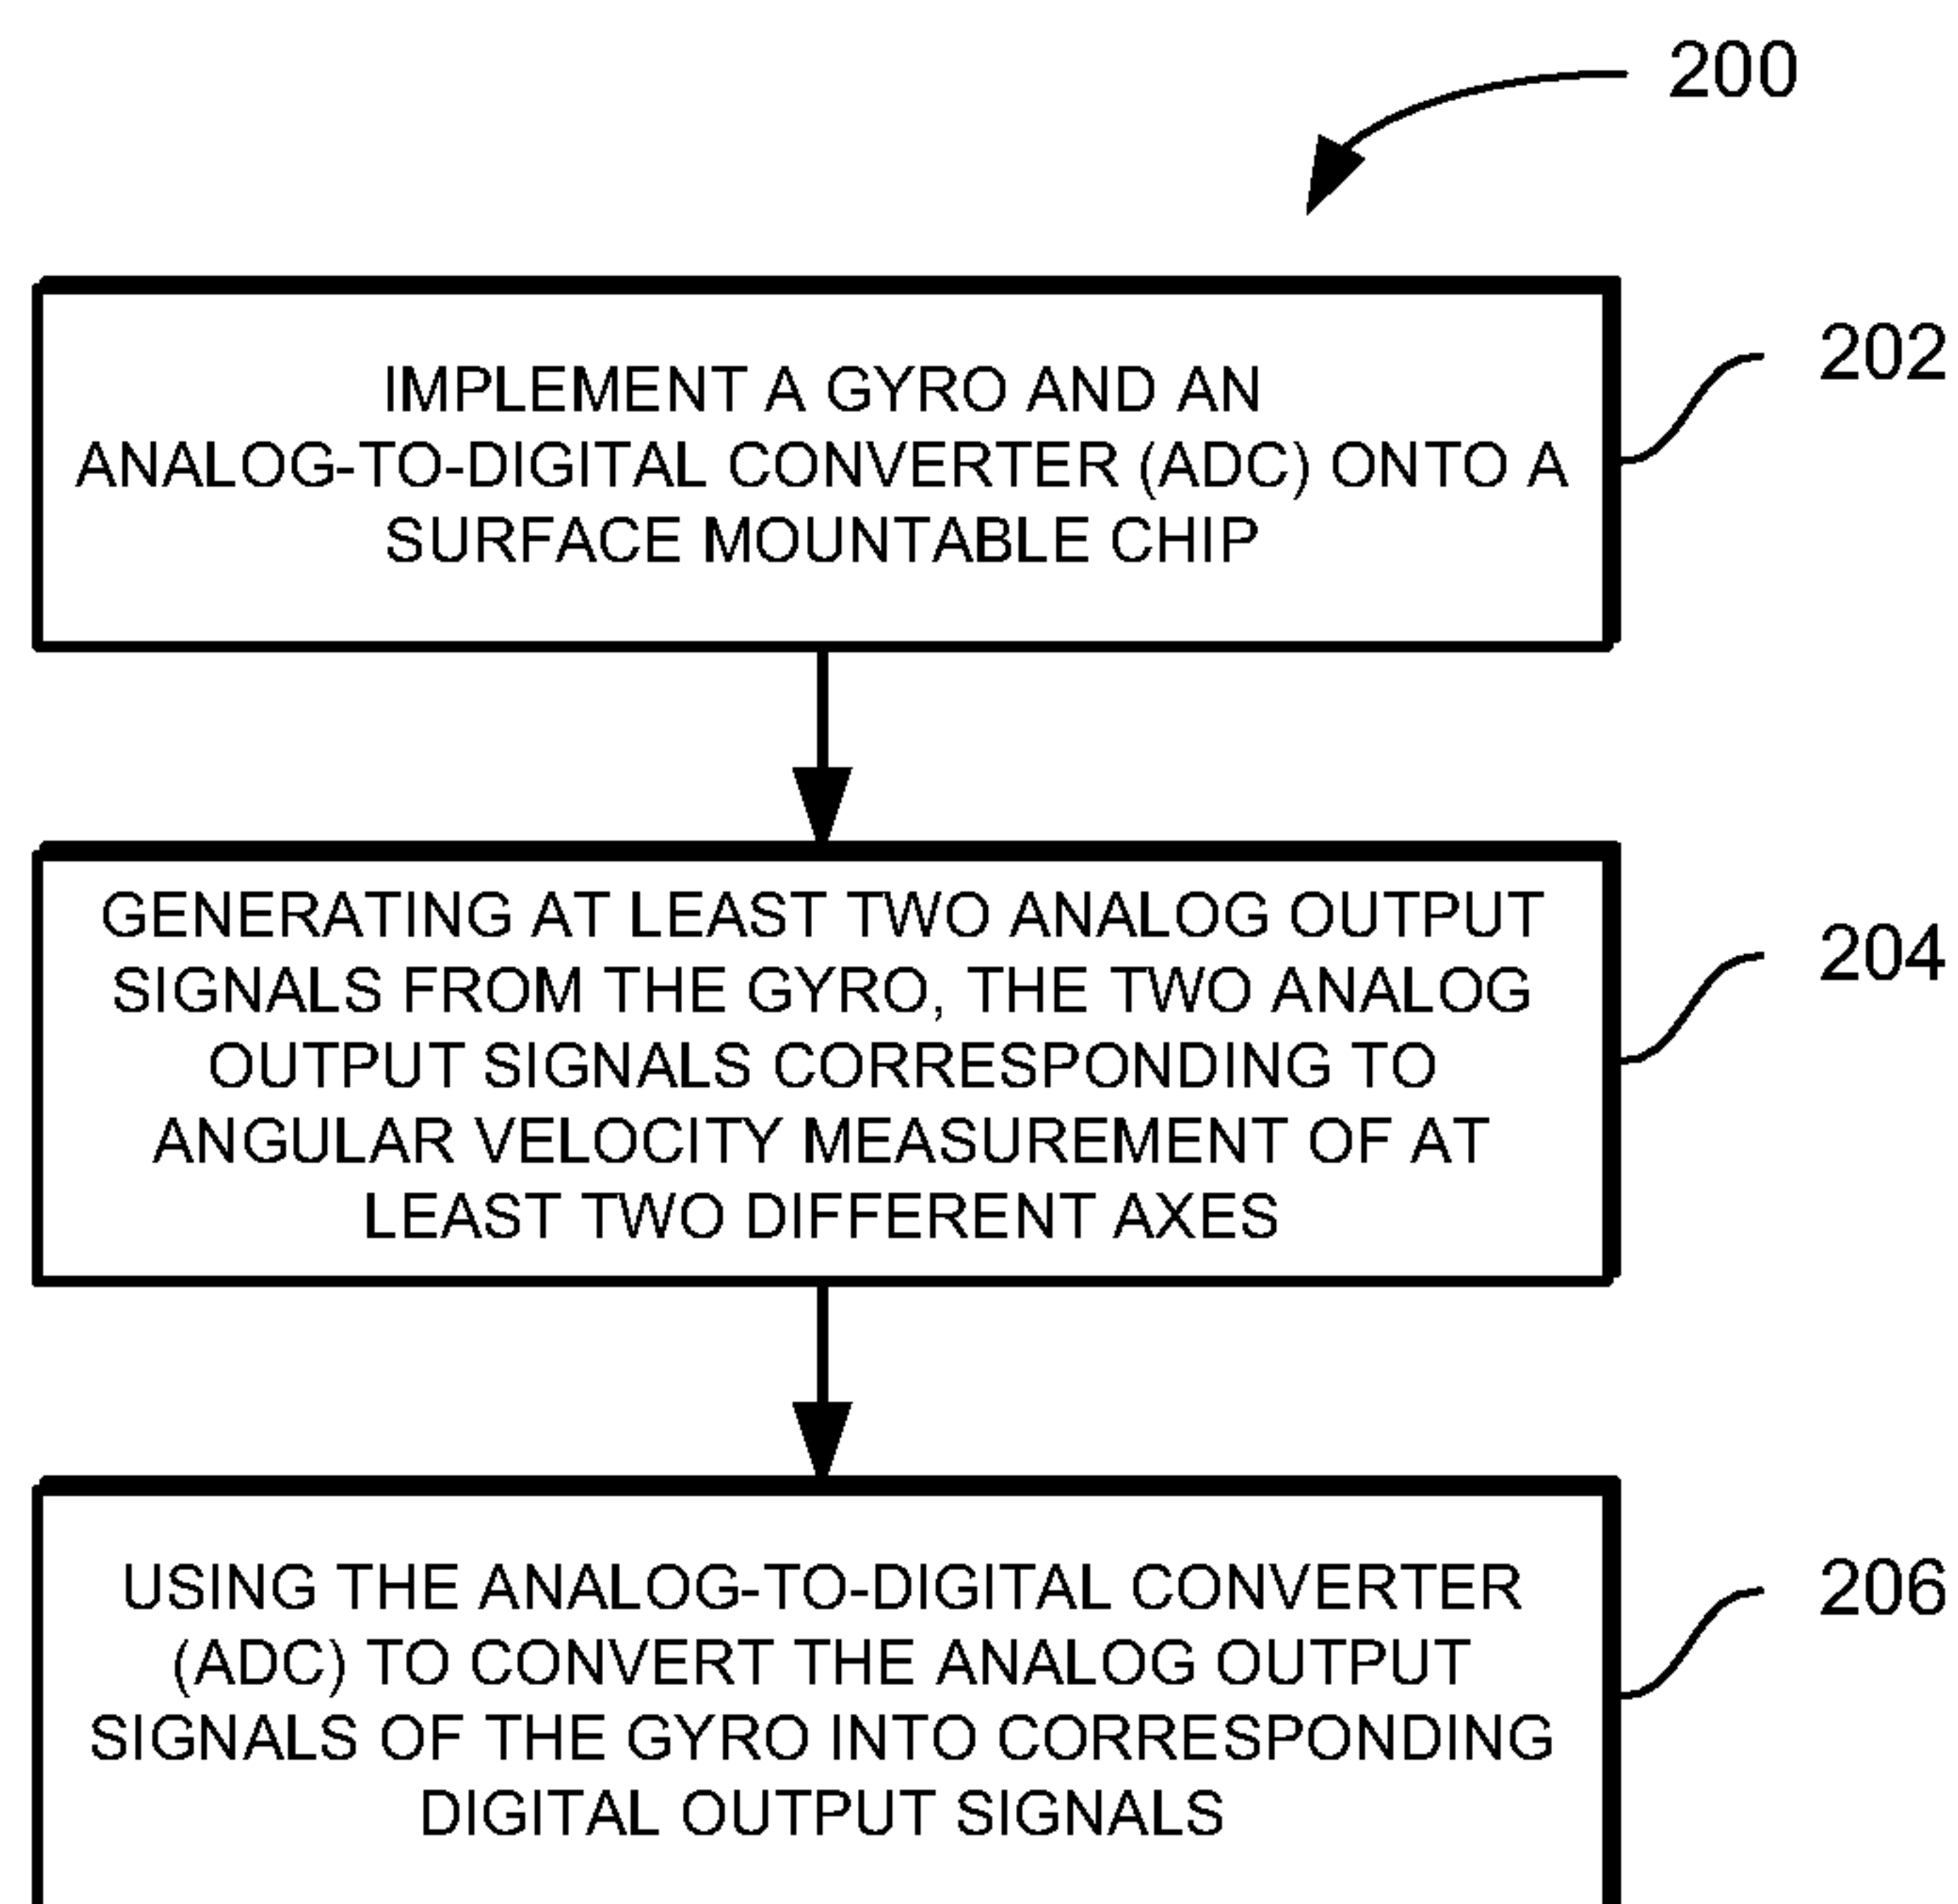 200
IMPLEMENT A GYRO AND AN
ANALOG-TO-DIGITAL CONVERTER (ADC) ONTO A
SURFACE MOUNTABLE CHIP
202
GENERATING AT LEAST TWO ANALOG OUTPUT
SIGNALS FROM THE GYRO, THE TWO ANALOG
OUTPUT SIGNALS CORRESPONDING TO
ANGULAR VELOCITY MEASUREMENT OF AT
LEAST TWO DIFFERENT AXES
204
USING THE ANALOG-TO-DIGITAL CONVERTER
(ADC) TO CONVERT THE ANALOG OUTPUT
SIGNALS OF THE GYRO INTO CORRESPONDING
DIGITAL OUTPUT SIGNALS
206